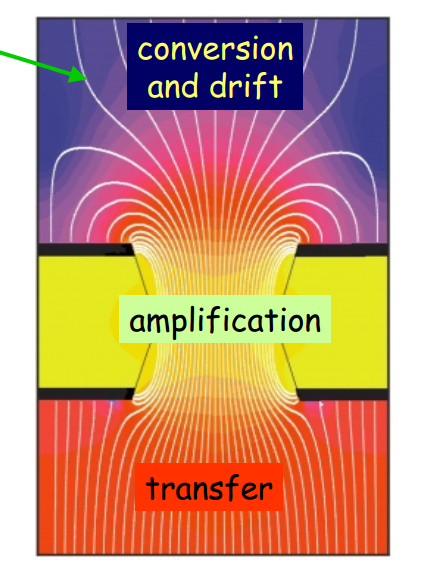 conversion
and drift
amplification
transfer